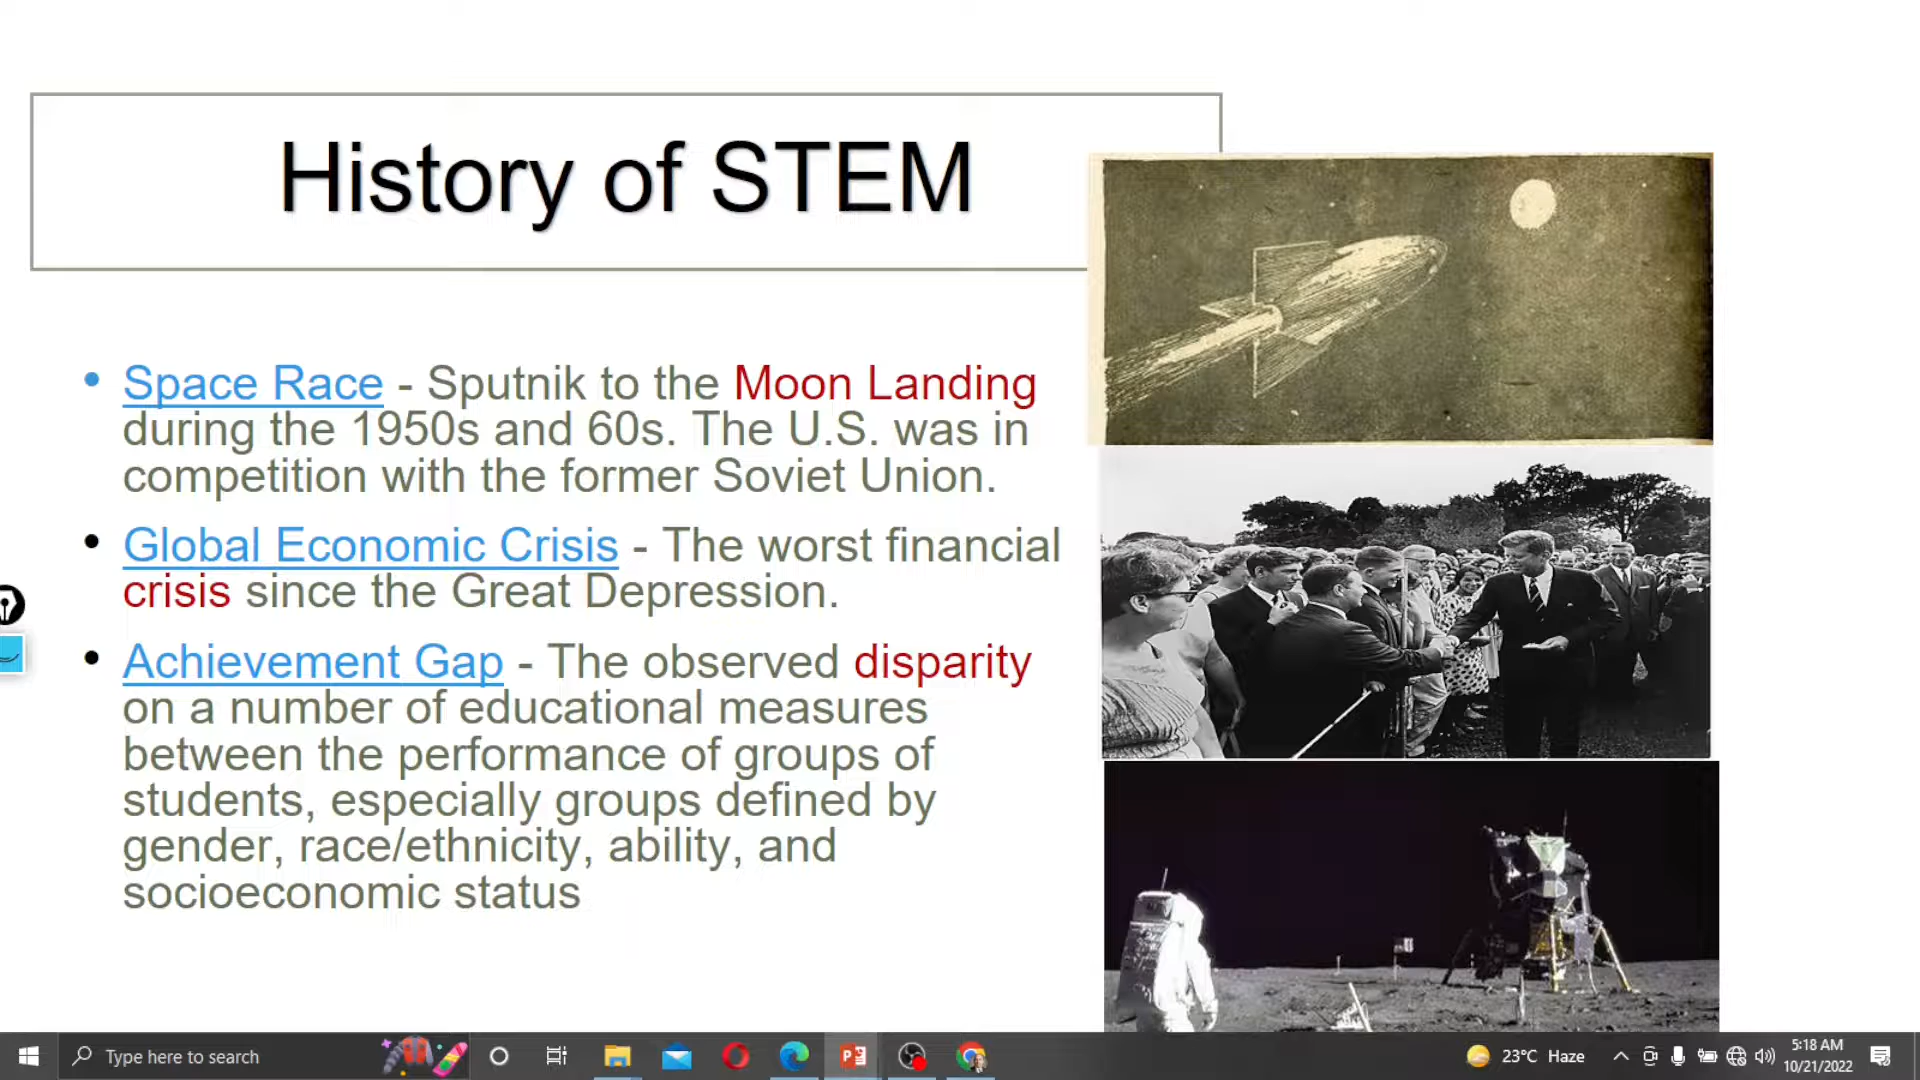 History of STEM
Space Race - Sputnik to the Moon Landing
during the 1950s and 60s. The U.S. was in
competition with the former Soviet Union.
Global Economic Crisis - The worst financial
crisis since the Great Depression.
Achievement Gap - The observed disparity
on a number of educational measures
between the performance of groups of
students, especially groups defined by
gender, race/ethnicity, ability, and
socioeconomic status
Type here to search
23°C Haze
5:18 AM
10/21/2022